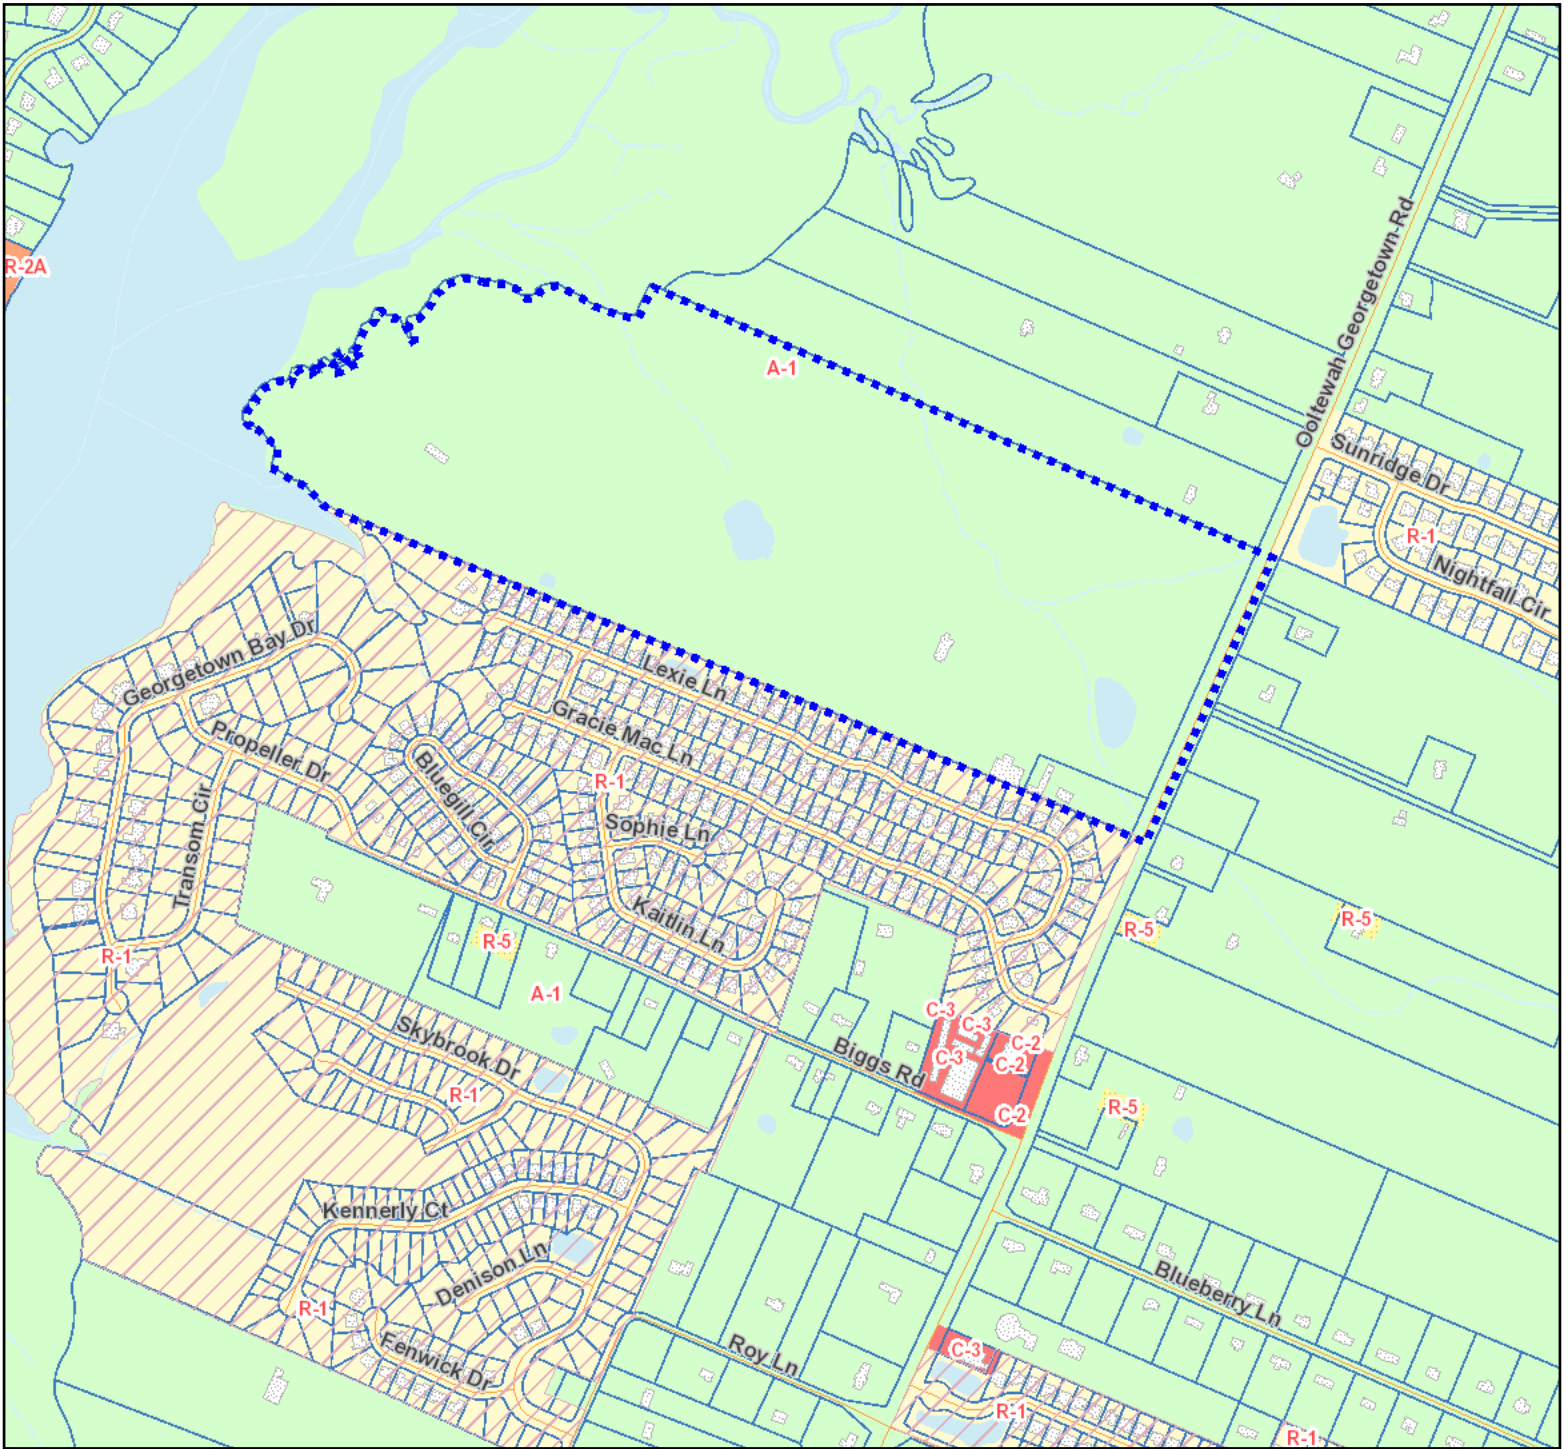 R-2A
Ooltewah-Georgetown-Rd
A-1
Sunridge Dr
R-1
Nightfall Cir
Georgetown Bay Dr
Lexie Ln
Gracie Mac Ln
Propeller Dr
Bluegill Cir
R-1
Transom Cir
Sophie Ln
Kaitlin Ln
R-5
R-5
R-5
R-1
A-1
C-3
C-3
C-2
C-3
C-2
Skybrook Dr
Biggs Rd
R-1
C-2
R-5
Kennerly Ct
Denison Ln
Blueberry Ln
R-1
Fenwick Dr
Roy Ln
C-3
R-1
R-1